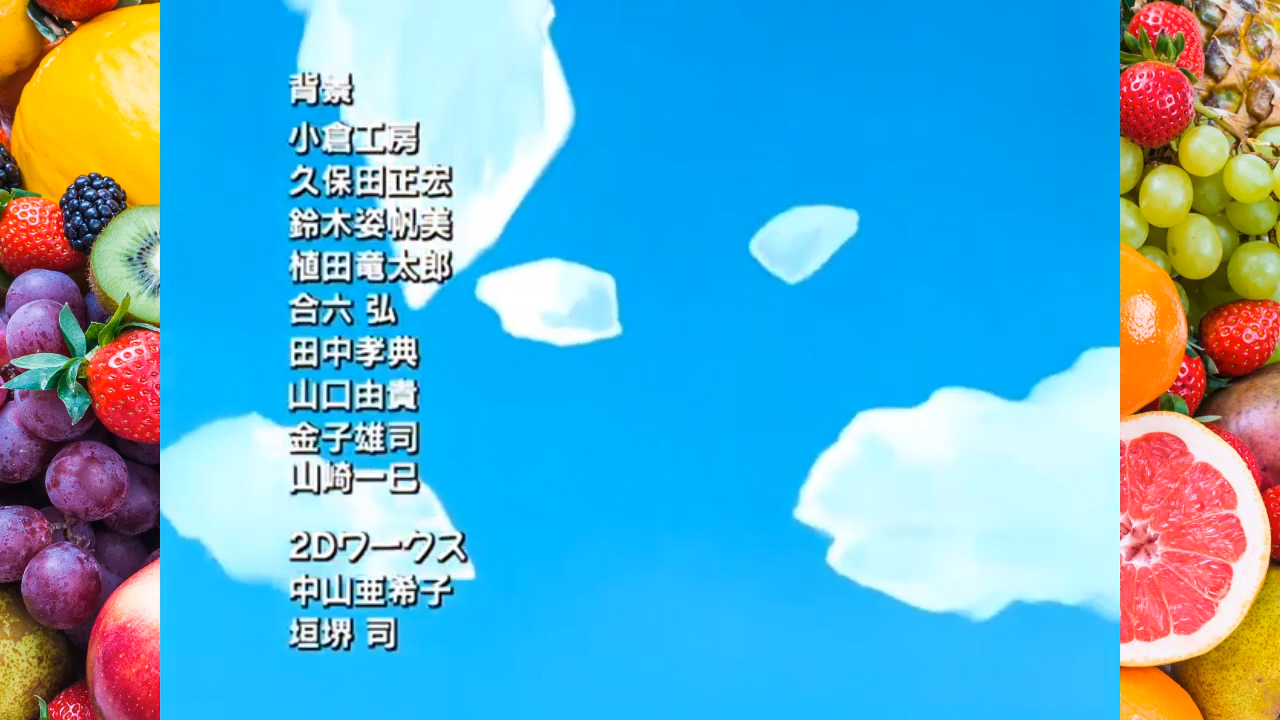 背景
小倉工房
久保田正宏
鈴木姿帆美
植田竜太郎
合六 弘
田中孝典
山口由貴
金子雄司
山崎一巳
2Dワークス
中山亜希子
垣堺 司